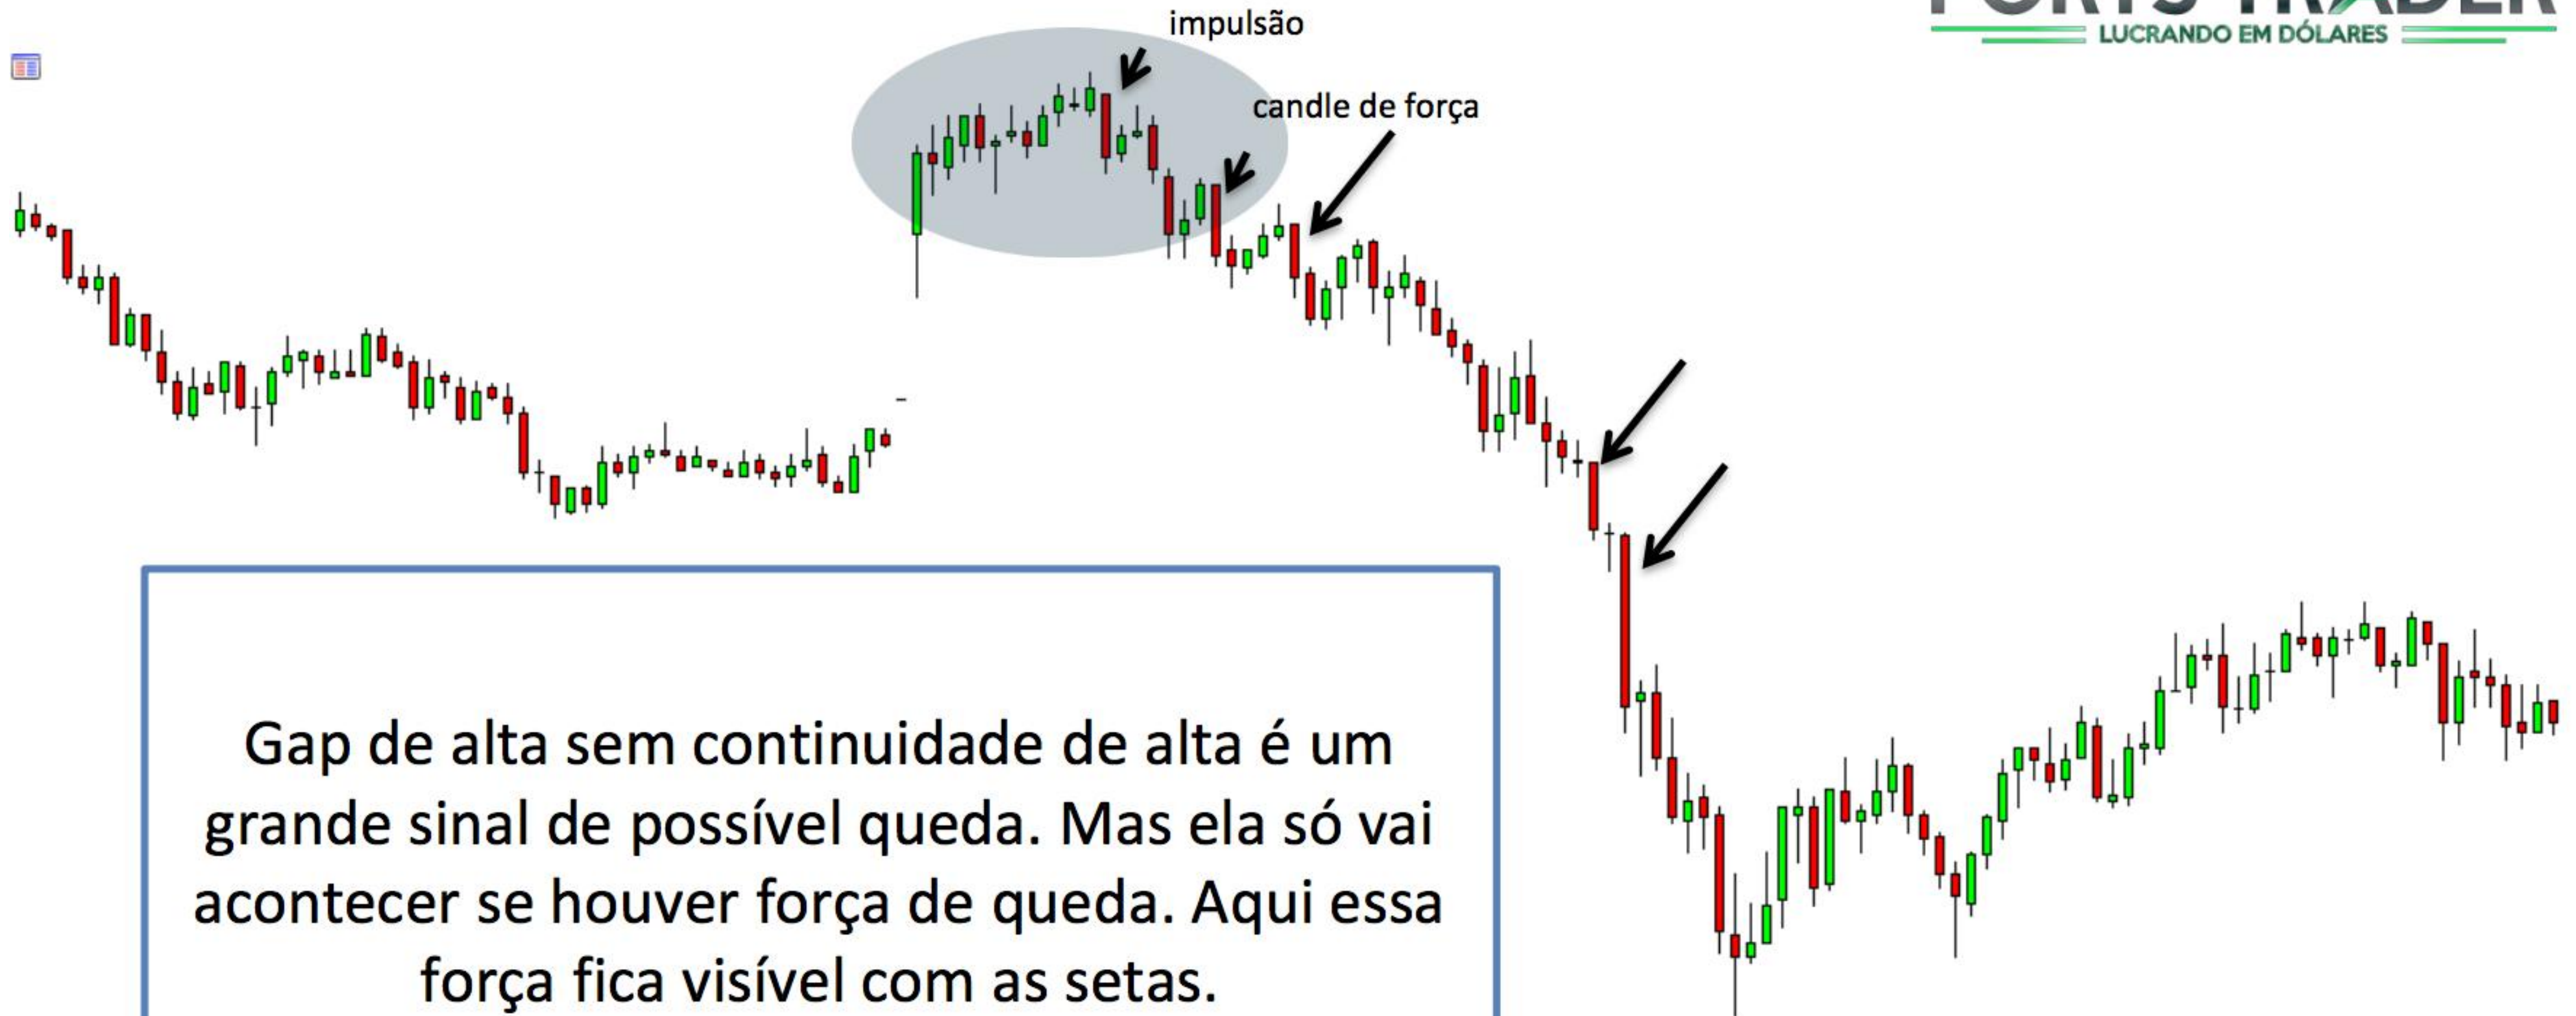 impulsão
TRADER
LUCRANDO EM DÓLARES
candle de força
Gap de alta sem continuidade de alta é um
grande sinal de possível queda. Mas ela só vai
acontecer se houver força de queda. Aqui essa
força fica visível com as setas.